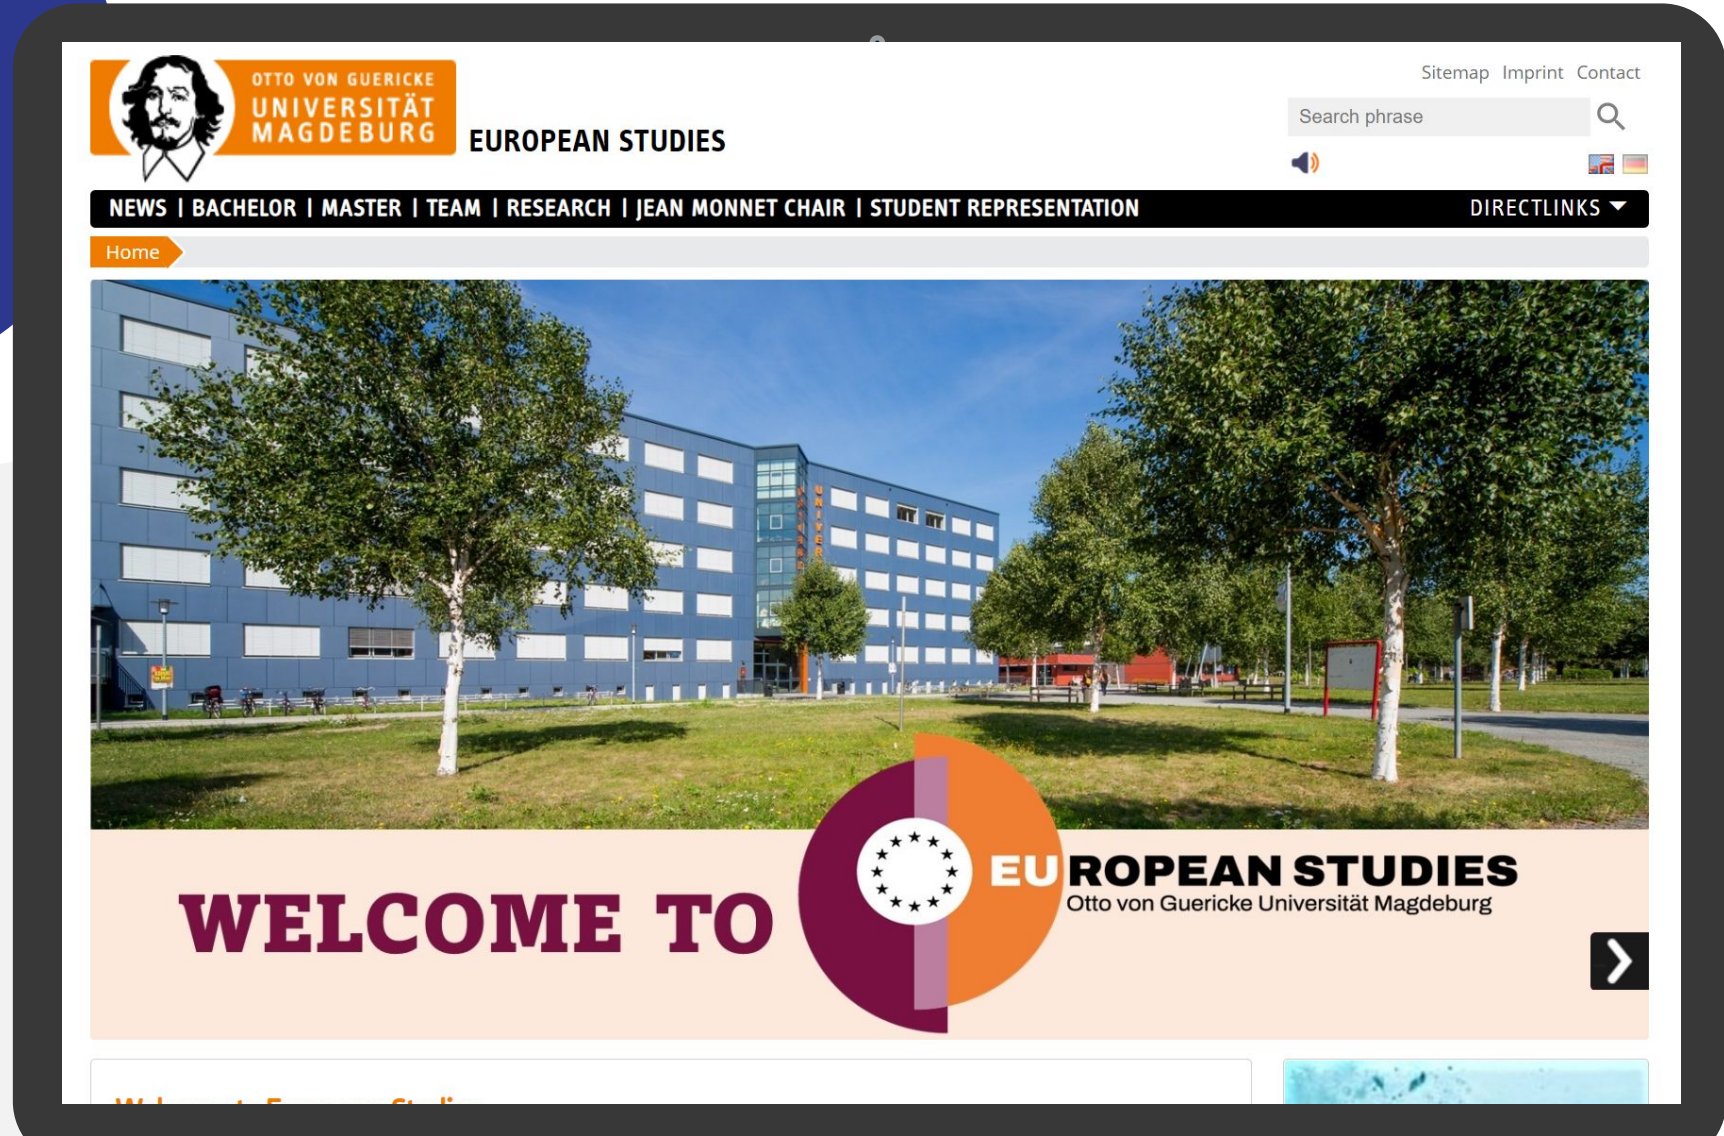 OTTO VON GUERICKE
UNIVERSITÄT
MAGDEBURG
EUROPEAN STUDIES
Sitemap Imprint Contact
Search phrase
NEWS | BACHELOR | MASTER | TEAM | RESEARCH | JEAN MONNET CHAIR | STUDENT REPRESENTATION
DIRECTLINKS
Home
WELCOME TO
EUROPEAN STUDIES
Otto von Guericke Universität Magdeburg